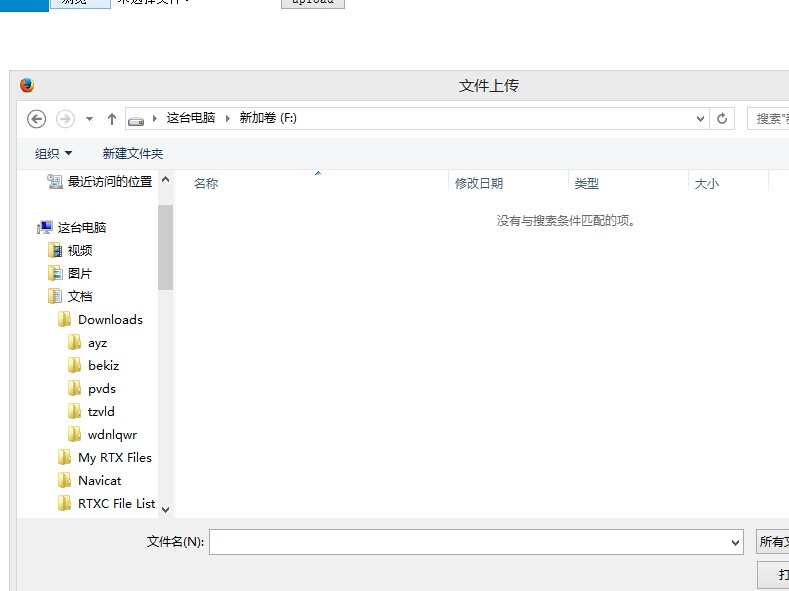 浏览
未选择文件。
upload
文件上传
这台电脑
新加卷 (F:)
搜索"
组织
新建文件夹
名称
修改日期
类型
大小
最近访问的位置
没有与搜索条件匹配的项。
这台电脑
视频
图片
文档
Downloads
ayz
bekiz
pvds
tzvld
wdnlqwr
My RTX Files
Navicat
RTXC File List
文件名(N):
所有
打